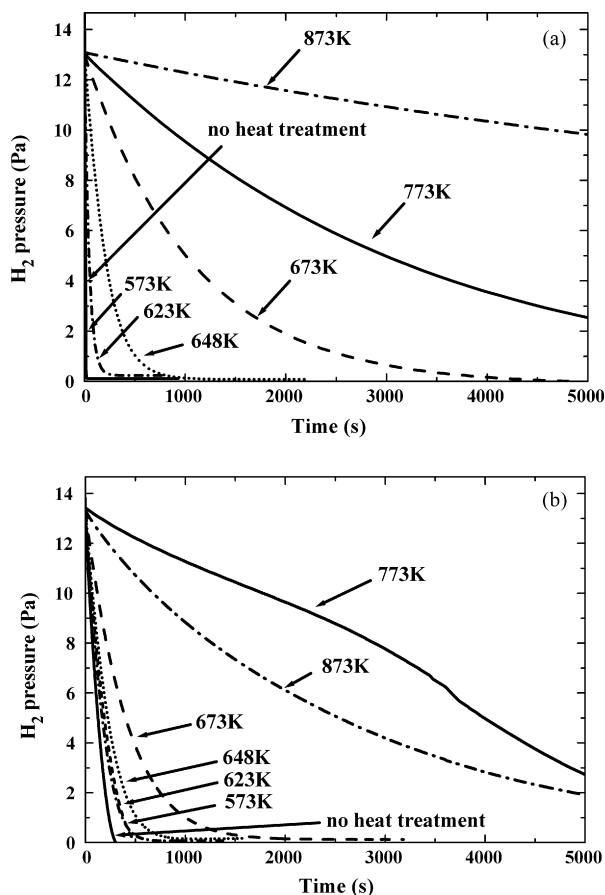 14
12
10
8
6
4
2
0
H2 pressure (Pa)
(a)
873K
no heat treatment
773K
673K
573K
623K
648K
0 1000 2000 3000 4000 5000
Time (s)
14
12
10
8
6
4
2
0
H2 pressure (Pa)
(b)
773K
873K
673K
648K
623K
573K
no heat treatment
0 1000 2000 3000 4000 5000
Time (s)